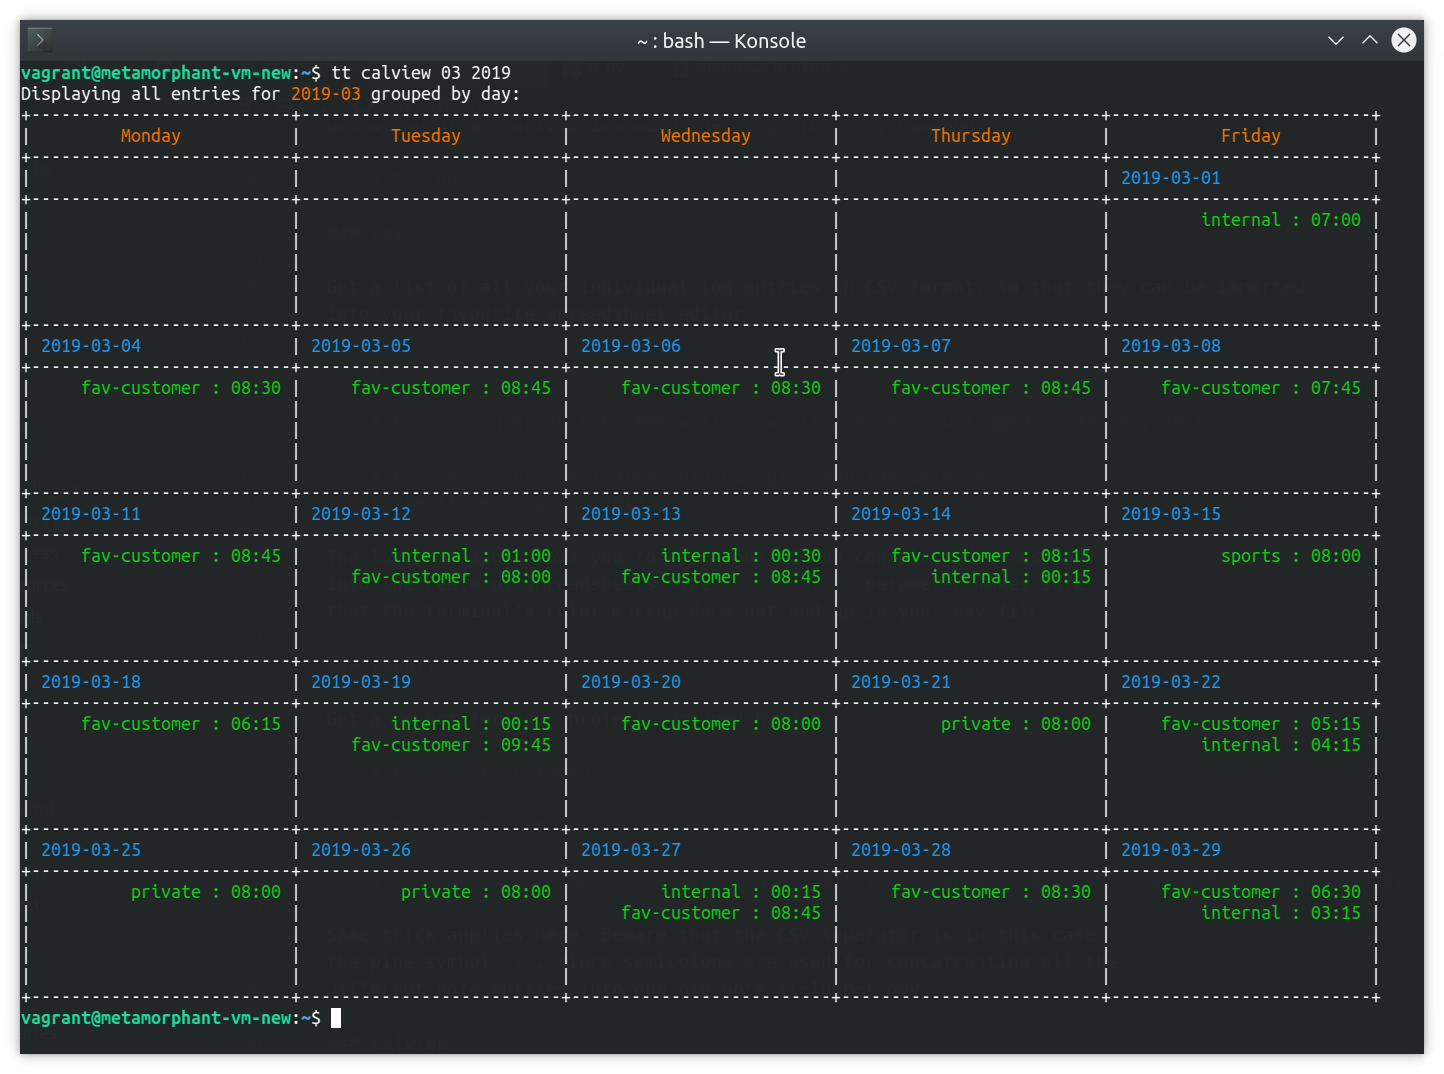 ~ : bash — Konsole
vagrant@metamorphant-vm-new:~$ tt calview 03 2019
Displaying all entries for 2019-03 grouped by day:
Monday Tuesday Wednesday Thursday Friday
2019-03-01
internal : 07:00
2019-03-04 2019-03-05 2019-03-06 2019-03-07 2019-03-08
fav-customer : 08:30 fav-customer : 08:45 fav-customer : 08:30 fav-customer : 08:45 fav-customer : 07:45
2019-03-11 2019-03-12 2019-03-13 2019-03-14 2019-03-15
fav-customer : 08:45 internal : 01:00 internal : 00:30 fav-customer : 08:15 sports : 08:00
fav-customer : 08:00 fav-customer : 08:45 internal : 00:15
2019-03-18 2019-03-19 2019-03-20 2019-03-21 2019-03-22
fav-customer : 06:15 internal : 00:15 fav-customer : 08:00 private : 08:00 fav-customer : 05:15
fav-customer : 09:45 internal : 04:15
2019-03-25 2019-03-26 2019-03-27 2019-03-28 2019-03-29
private : 08:00 private : 08:00 internal : 00:15 fav-customer : 08:30 fav-customer : 06:30
fav-customer : 08:45 internal : 03:15
vagrant@metamorphant-vm-new:~$